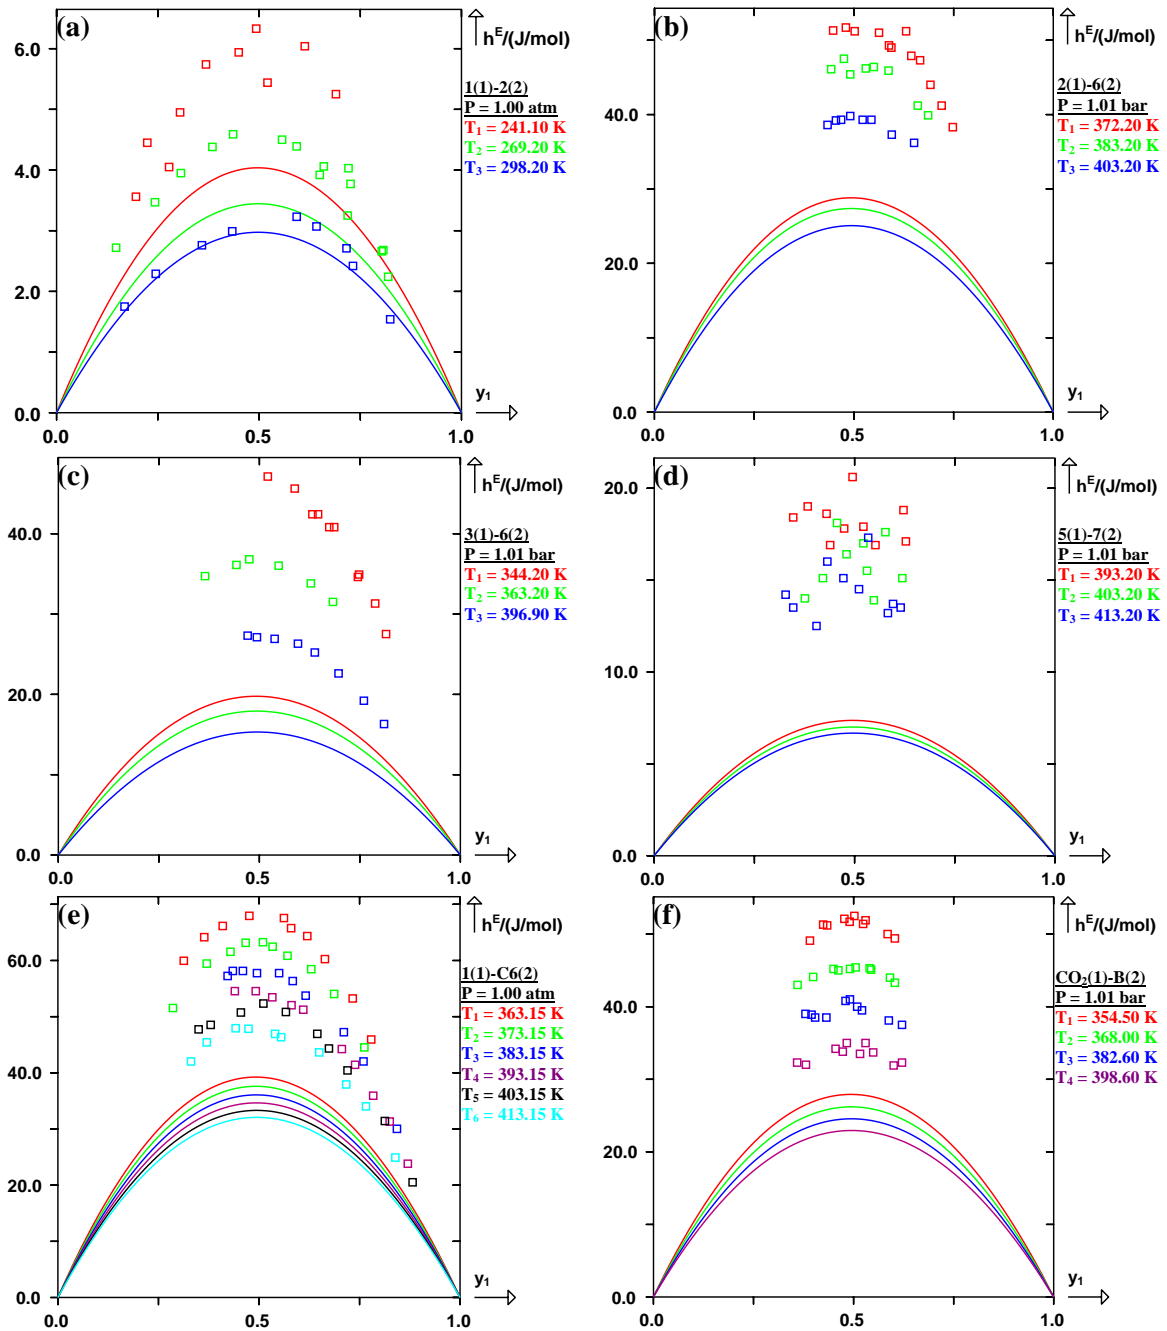 (a)
hE/(J/mol)
6.0
1(1)-2(2)
P = 1.00 atm
T1 = 241.10 K
T2 = 269.20 K
T3 = 298.20 K
4.0
2.0
0.0
y1
0.0
0.5
1.0
(b)
hE/(J/mol)
2(1)-6(2)
P = 1.01 bar
T1 = 372.20 K
T2 = 383.20 K
T3 = 403.20 K
40.0
20.0
0.0
y1
0.0
0.5
1.0
(c)
hE/(J/mol)
40.0
3(1)-6(2)
P = 1.01 bar
T1 = 344.20 K
T2 = 363.20 K
T3 = 396.90 K
20.0
0.0
y1
0.0
0.5
1.0
(d)
hE/(J/mol)
20.0
5(1)-7(2)
P = 1.01 bar
T1 = 393.20 K
T2 = 403.20 K
T3 = 413.20 K
10.0
0.0
y1
0.0
0.5
1.0
(e)
hE/(J/mol)
60.0
1(1)-C6(2)
P = 1.00 atm
T1 = 363.15 K
T2 = 373.15 K
T3 = 383.15 K
T4 = 393.15 K
T5 = 403.15 K
T6 = 413.15 K
40.0
20.0
0.0
y1
0.0
0.5
1.0
(f)
hE/(J/mol)
CO2(1)-B(2)
P = 1.01 bar
T1 = 354.50 K
T2 = 368.00 K
T3 = 382.60 K
T4 = 398.60 K
40.0
20.0
0.0
y1
0.0
0.5
1.0